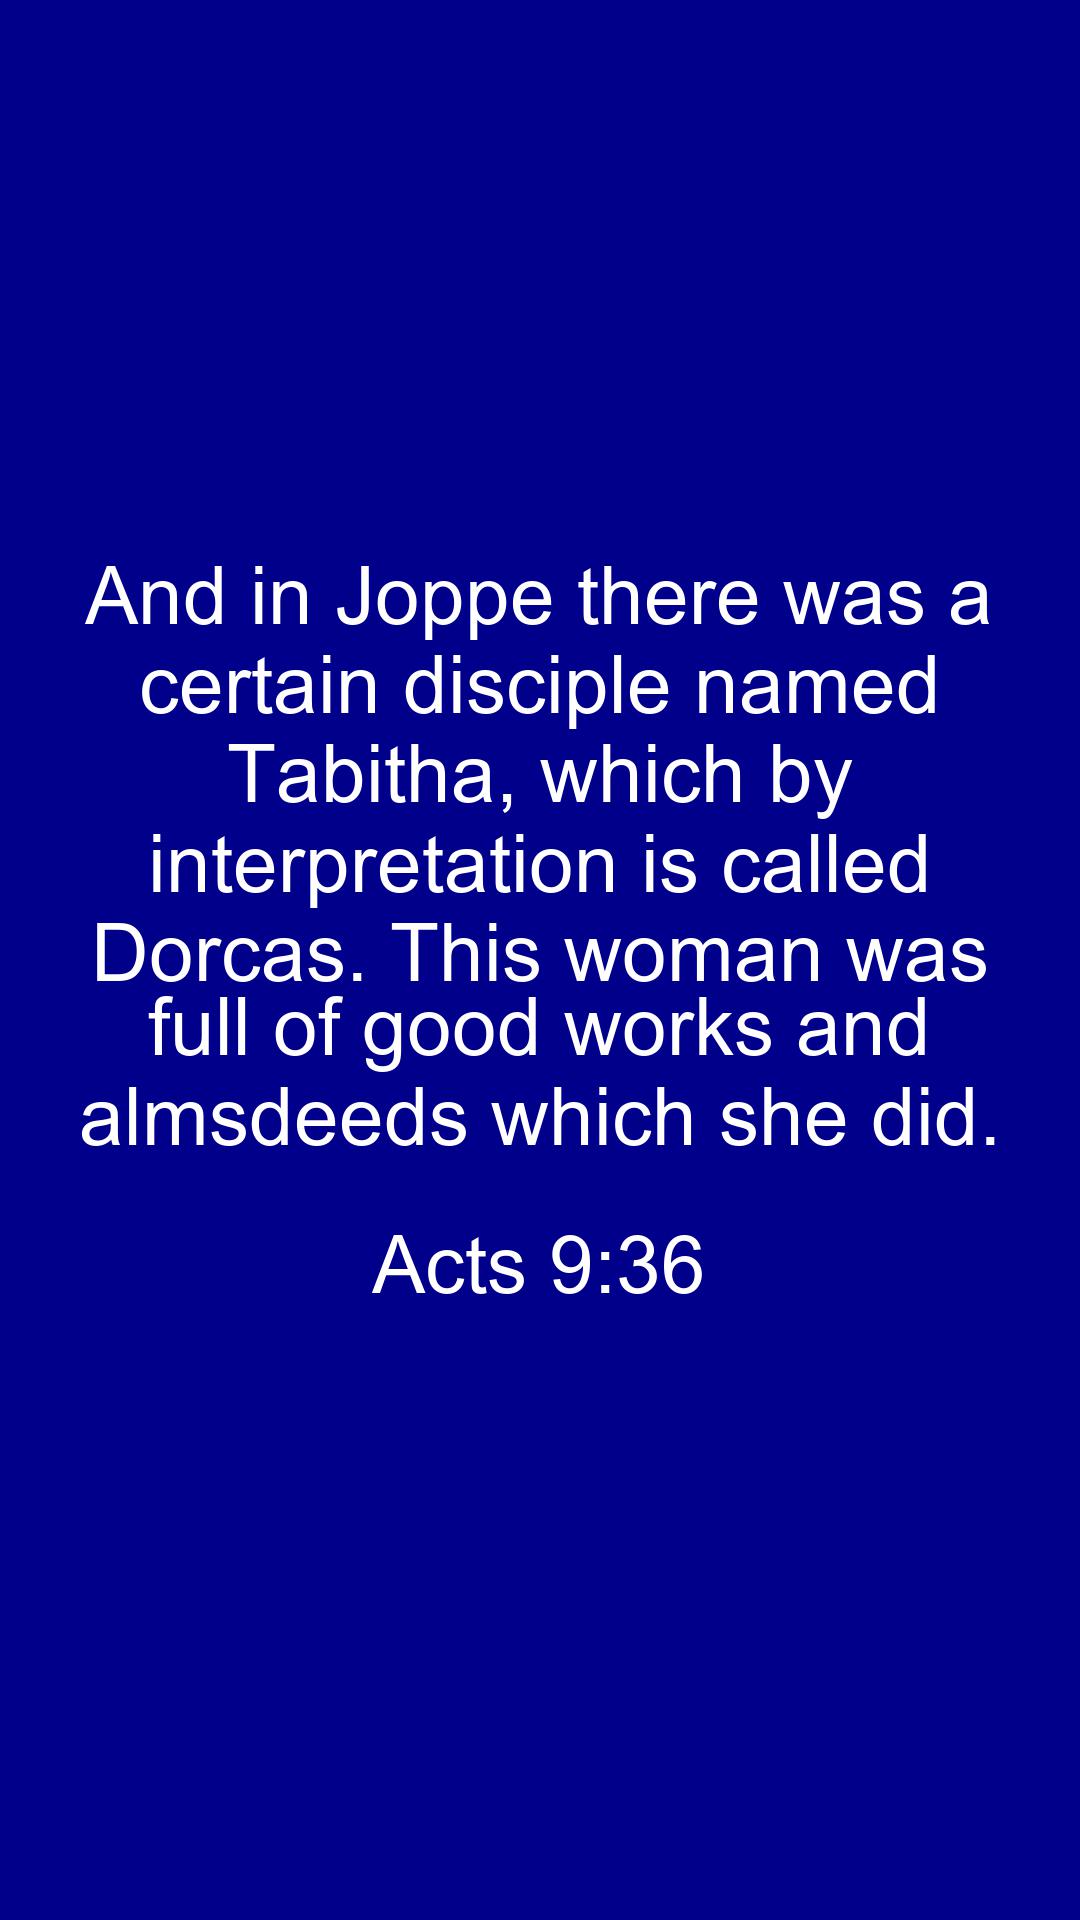 And in Joppe there was a
certain disciple named
Tabitha, which by
interpretation is called
Dorcas. This woman was
full of good works and
almsdeeds which she did.
Acts 9:36